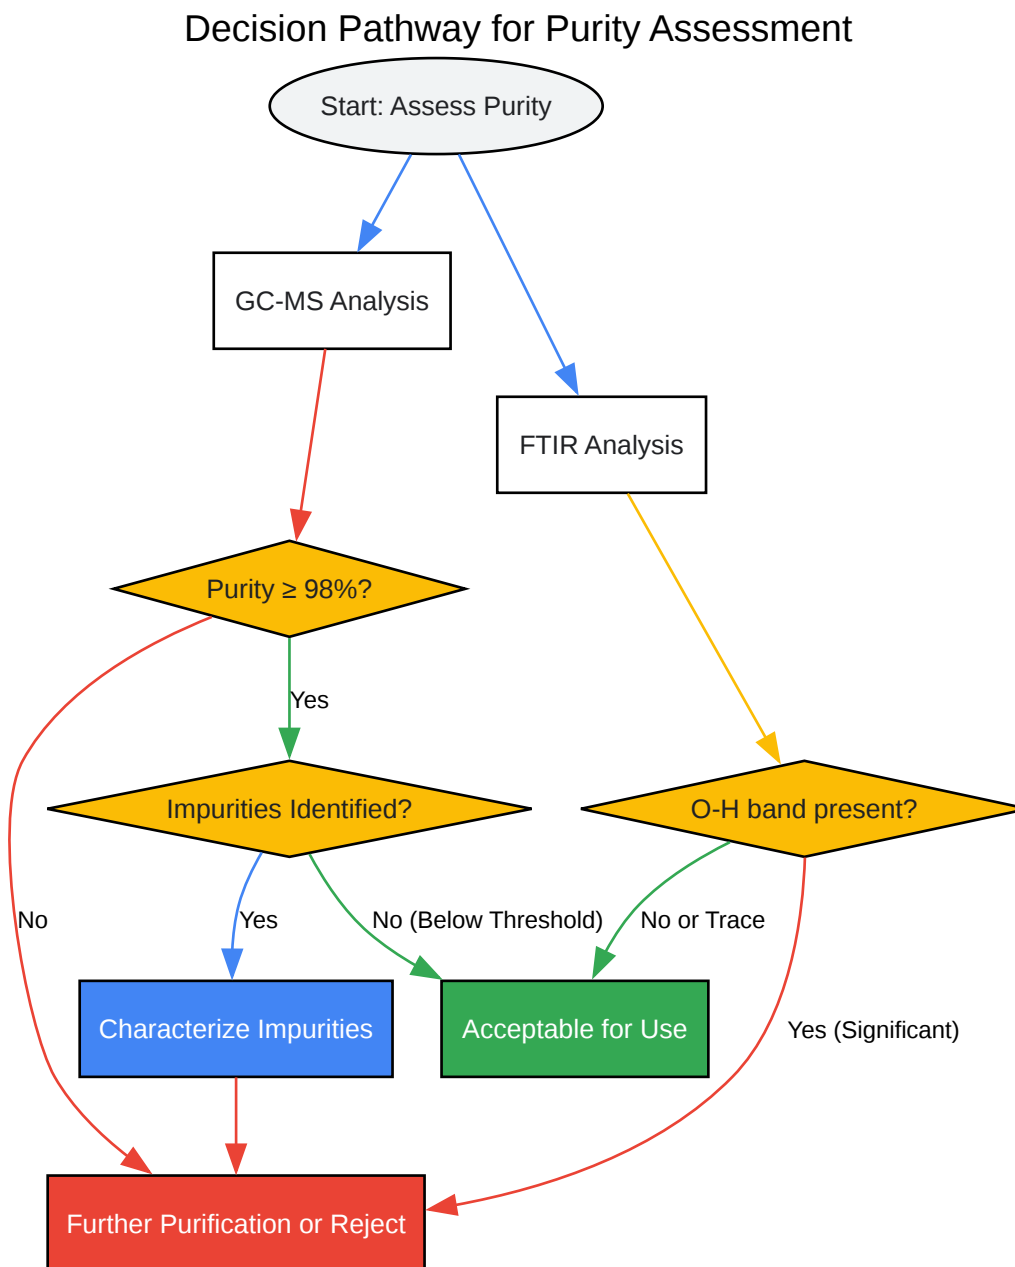 Decision Pathway for Purity Assessment
Start: Assess Purity
GC-MS Analysis
FTIR Analysis
Purity ≥ 98%?
Yes
Impurities Identified?
O-H band present?
No
Yes
No (Below Threshold)
No or Trace
Characterize Impurities
Acceptable for Use
Yes (Significant)
Further Purification or Reject